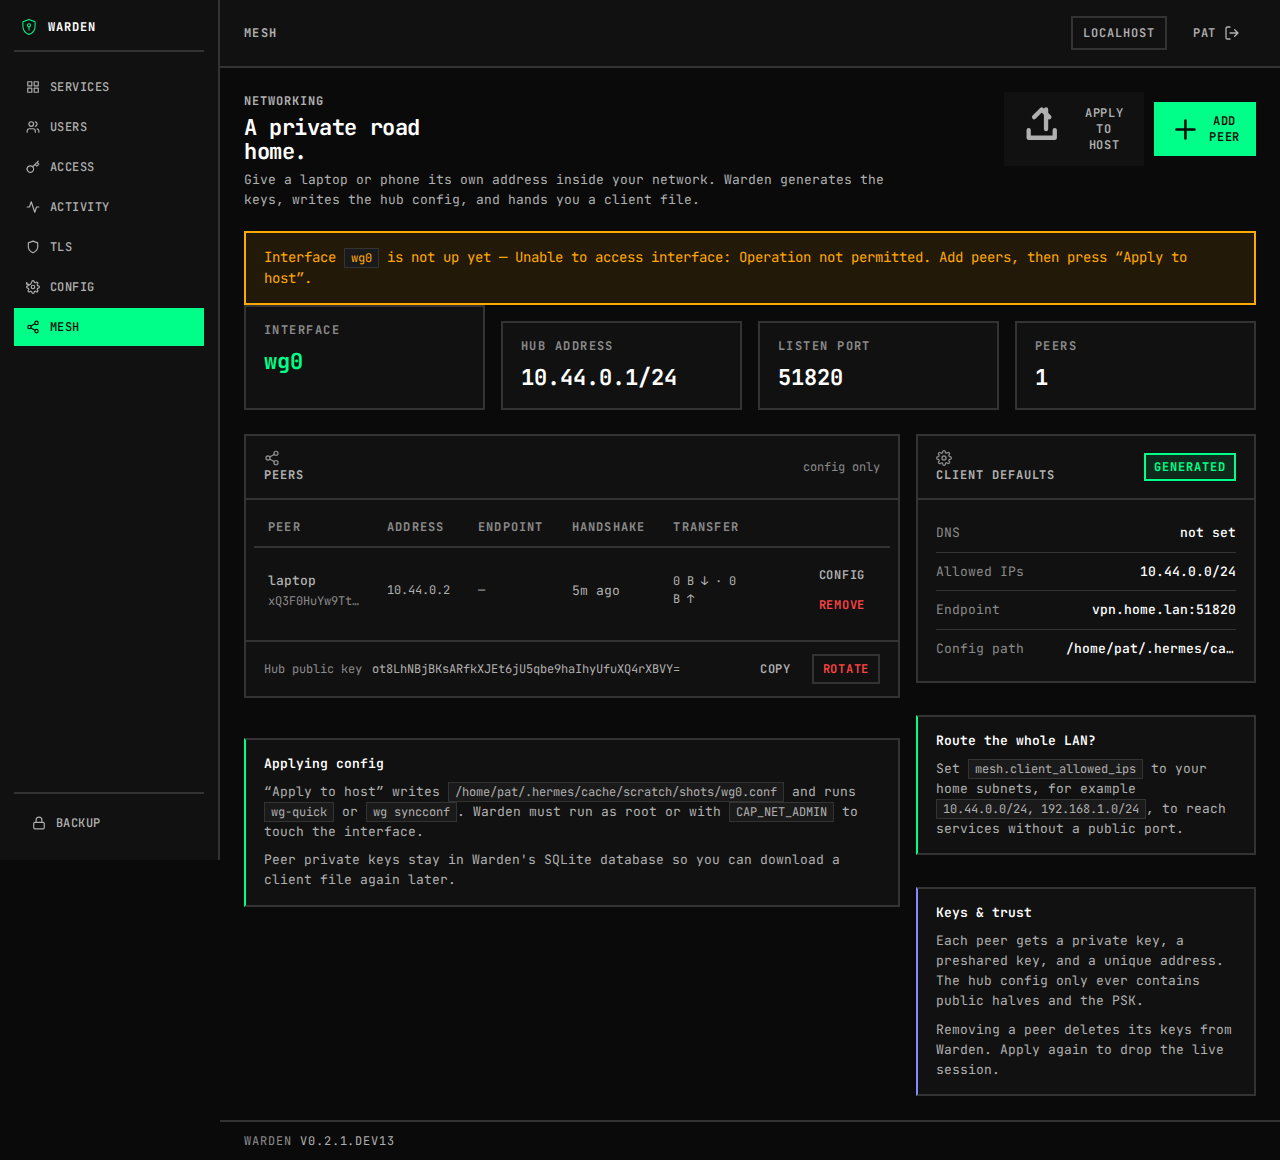 WARDEN
SERVICES
USERS
ACCESS
ACTIVITY
TLS
CONFIG
MESH
BACKUP
MESH
LOCALHOST
PAT
NETWORKING
A private road
home.
Give a laptop or phone its own address inside your network. Warden generates the
keys, writes the hub config, and hands you a client file.
APPLY
TO
HOST
ADD
PEER
Interface wg0 is not up yet — Unable to access interface: Operation not permitted. Add peers, then press “Apply to
host”.
INTERFACE
wg0
HUB ADDRESS
10.44.0.1/24
LISTEN PORT
51820
PEERS
1
PEERS
config only
PEER ADDRESS ENDPOINT HANDSHAKE TRANSFER
laptop
xQ3F0HuYw9Tt…
10.44.0.2
—
5m ago
0 B ↓ · 0
B ↑
CONFIG
REMOVE
Hub public key ot8LhNBjBKsARfkXJEt6jU5qbe9haIhyUfuXQ4rXBVY=
COPY
ROTATE
Applying config
“Apply to host” writes /home/pat/.hermes/cache/scratch/shots/wg0.conf and runs
wg-quick or wg syncconf. Warden must run as root or with CAP_NET_ADMIN to
touch the interface.
Peer private keys stay in Warden's SQLite database so you can download a
client file again later.
CLIENT DEFAULTS
GENERATED
DNS not set
Allowed IPs 10.44.0.0/24
Endpoint vpn.home.lan:51820
Config path /home/pat/.hermes/ca…
Route the whole LAN?
Set mesh.client_allowed_ips to your
home subnets, for example
10.44.0.0/24, 192.168.1.0/24, to reach
services without a public port.
Keys & trust
Each peer gets a private key, a
preshared key, and a unique address.
The hub config only ever contains
public halves and the PSK.
Removing a peer deletes its keys from
Warden. Apply again to drop the live
session.
WARDEN V0.2.1.DEV13